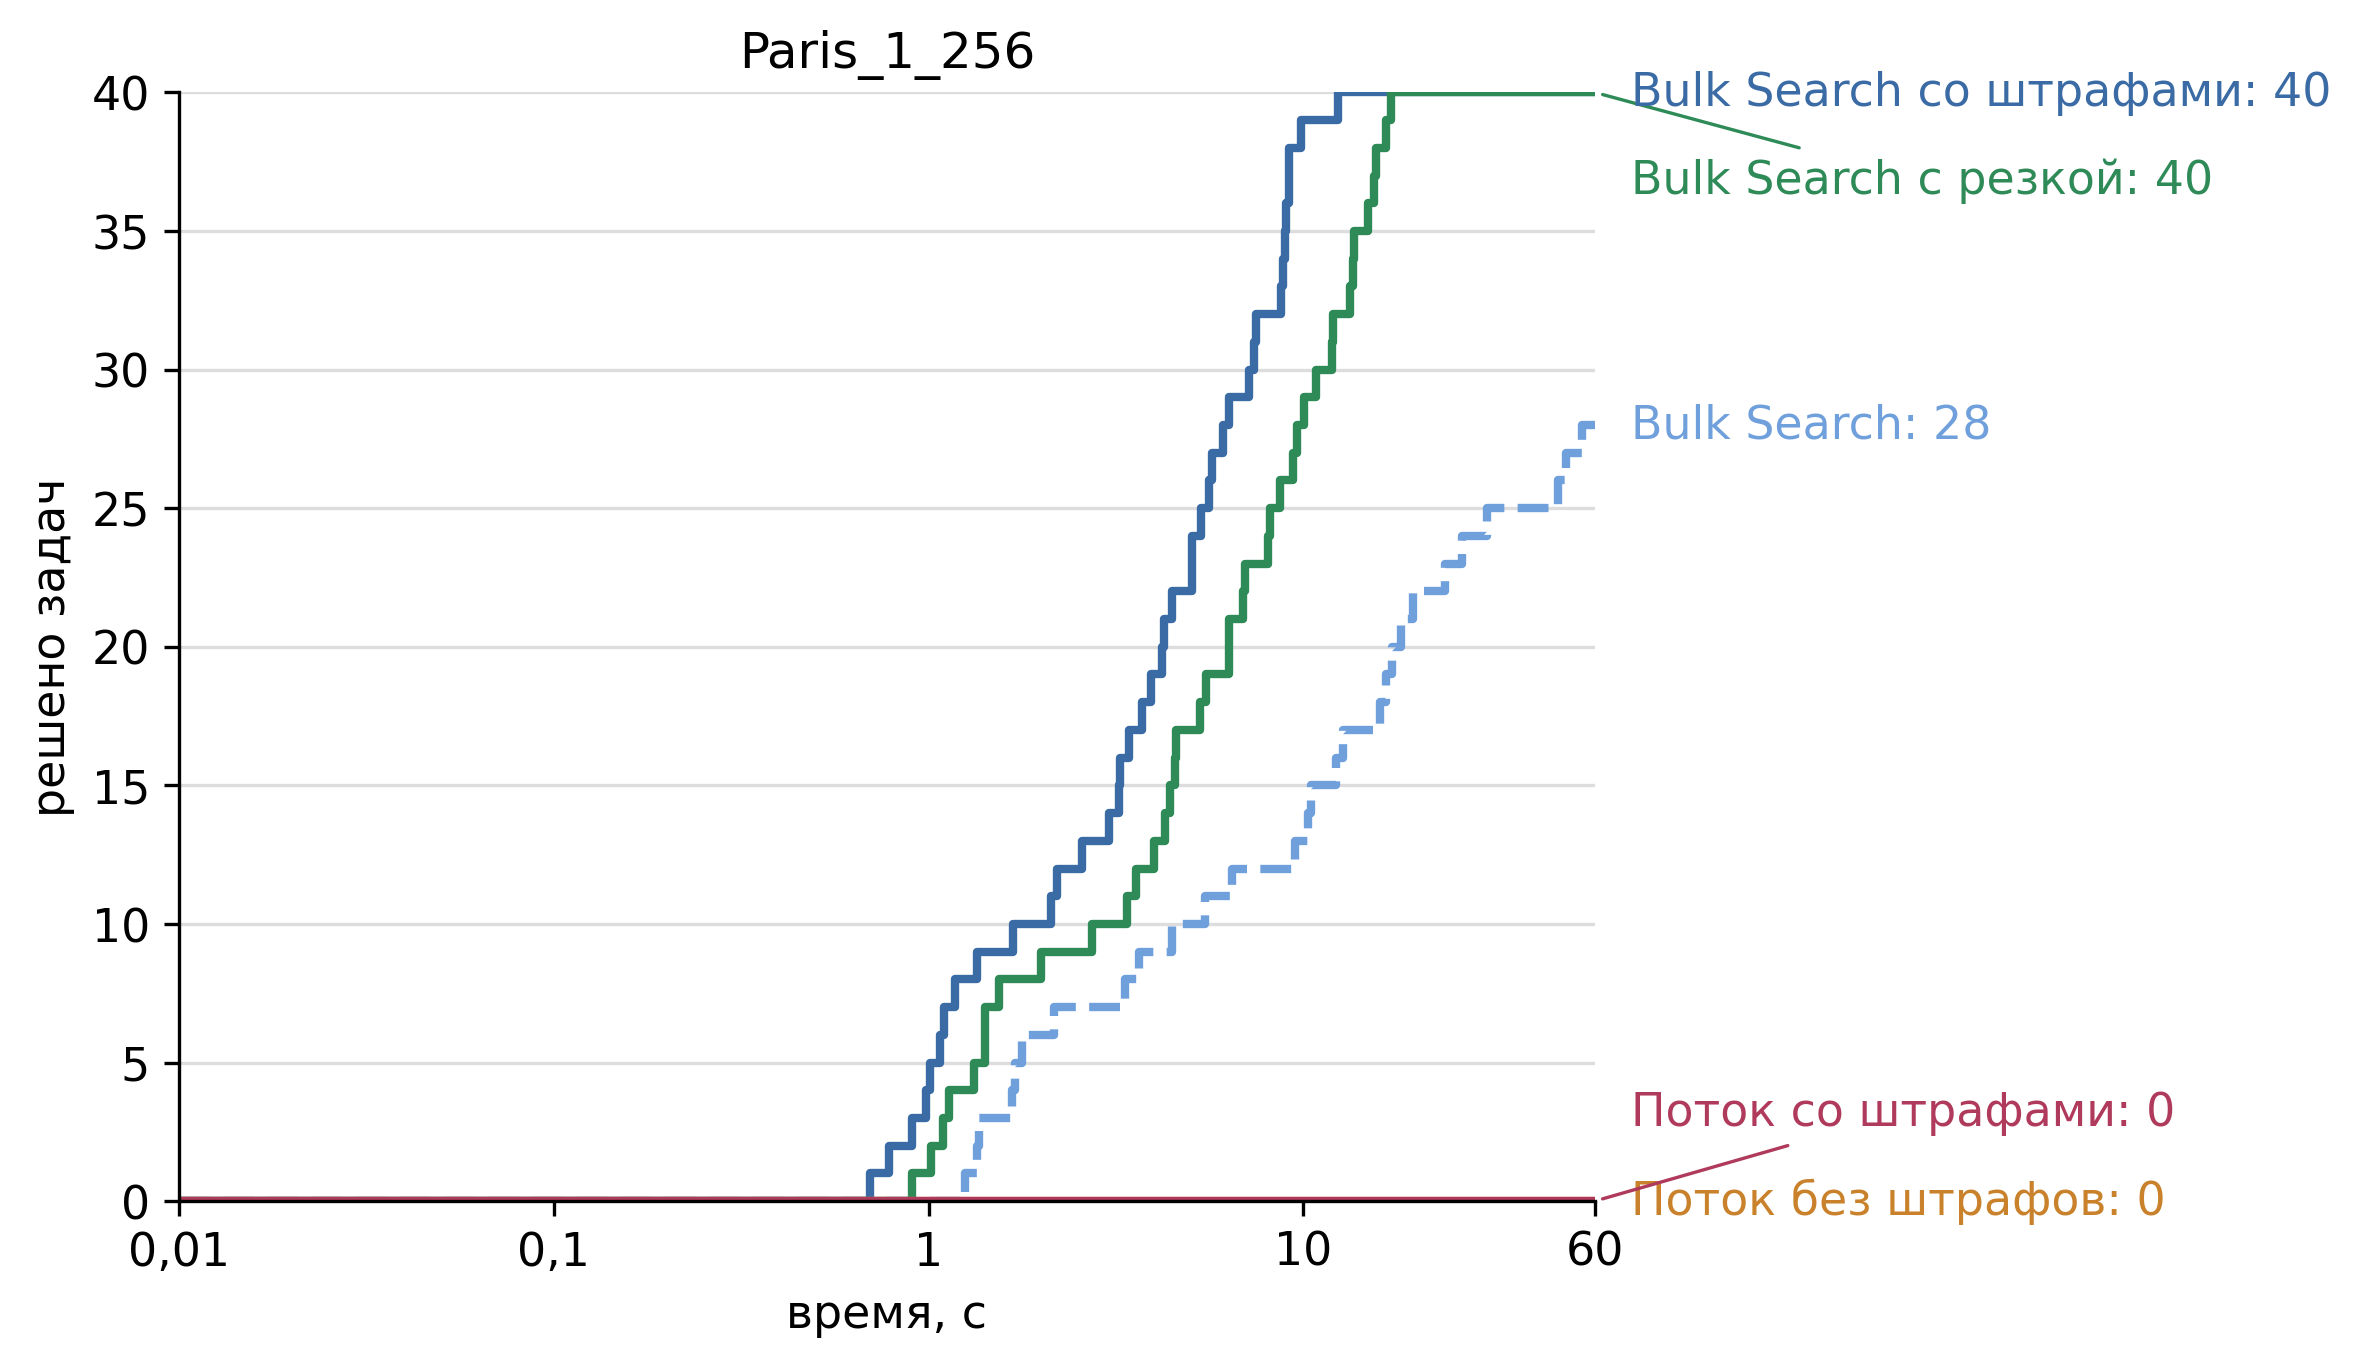 Paris_1_256
40
35
30
25
20
15
10
5
0
решено задач
0,01
0,1
1
10
60
время, с
Bulk Search со штрафами: 40
Bulk Search с резкой: 40
Bulk Search: 28
Поток со штрафами: 0
Поток без штрафов: 0